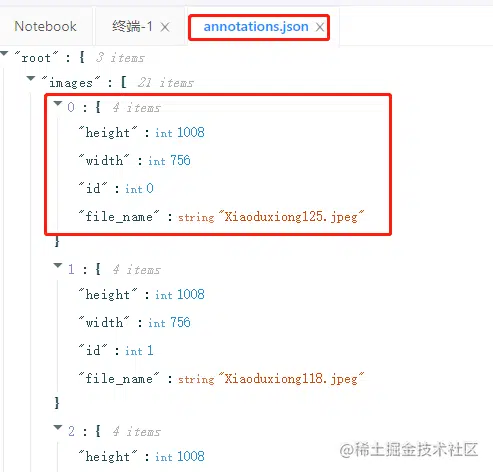 Notebook 终端-1 × annotations.json ×
"root" : { 3 items
"images" : [ 21 items
0 : { 4 items
"height" : int 1008
"width" : int 756
"id" : int 0
"file_name" : string "Xiaoduxiong125.jpeg"
}
1 : { 4 items
"height" : int 1008
"width" : int 756
"id" : int 1
"file_name" : string "Xiaoduxiong118.jpeg"
}
2 : { 4 items
"height" : int 1008
@稀土掘金技术社区